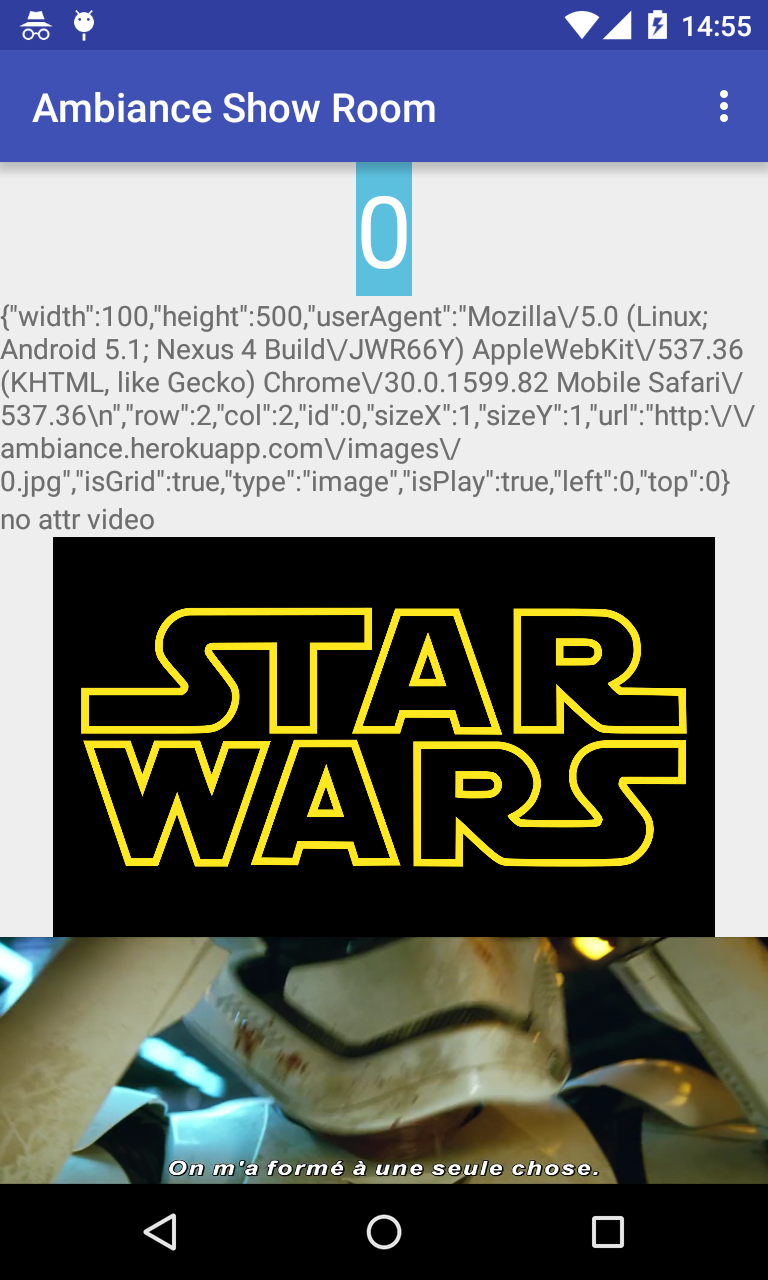 14:55
Ambiance Show Room
0
{"width":100,"height":500,"userAgent":"Mozilla\/5.0 (Linux;
Android 5.1; Nexus 4 Build\/JWR66Y) AppleWebKit\/537.36
(KHTML, like Gecko) Chrome\/30.0.1599.82 Mobile Safari\/
537.36\n","row":2,"col":2,"id":0,"sizeX":1,"sizeY":1,"url":"http:\/\/
ambiance.herokuapp.com\/images\/
0.jpg","isGrid":true,"type":"image","isPlay":true,"left":0,"top":0}
no attr video
STAR
WARS
On m'a formé à une seule chose.